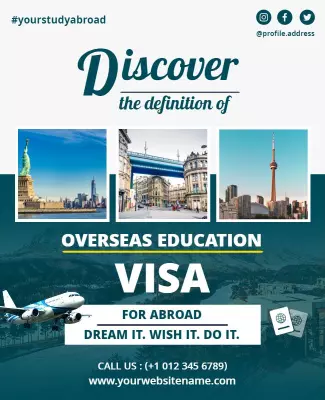 #yourstudyabroad
@profile.address
Discover
the definition of
OVERSEAS EDUCATION
VISA
FOR ABROAD
DREAM IT. WISH IT. DO IT.
CALL US : (+1 012 345 6789)
www.yourwebsitename.com